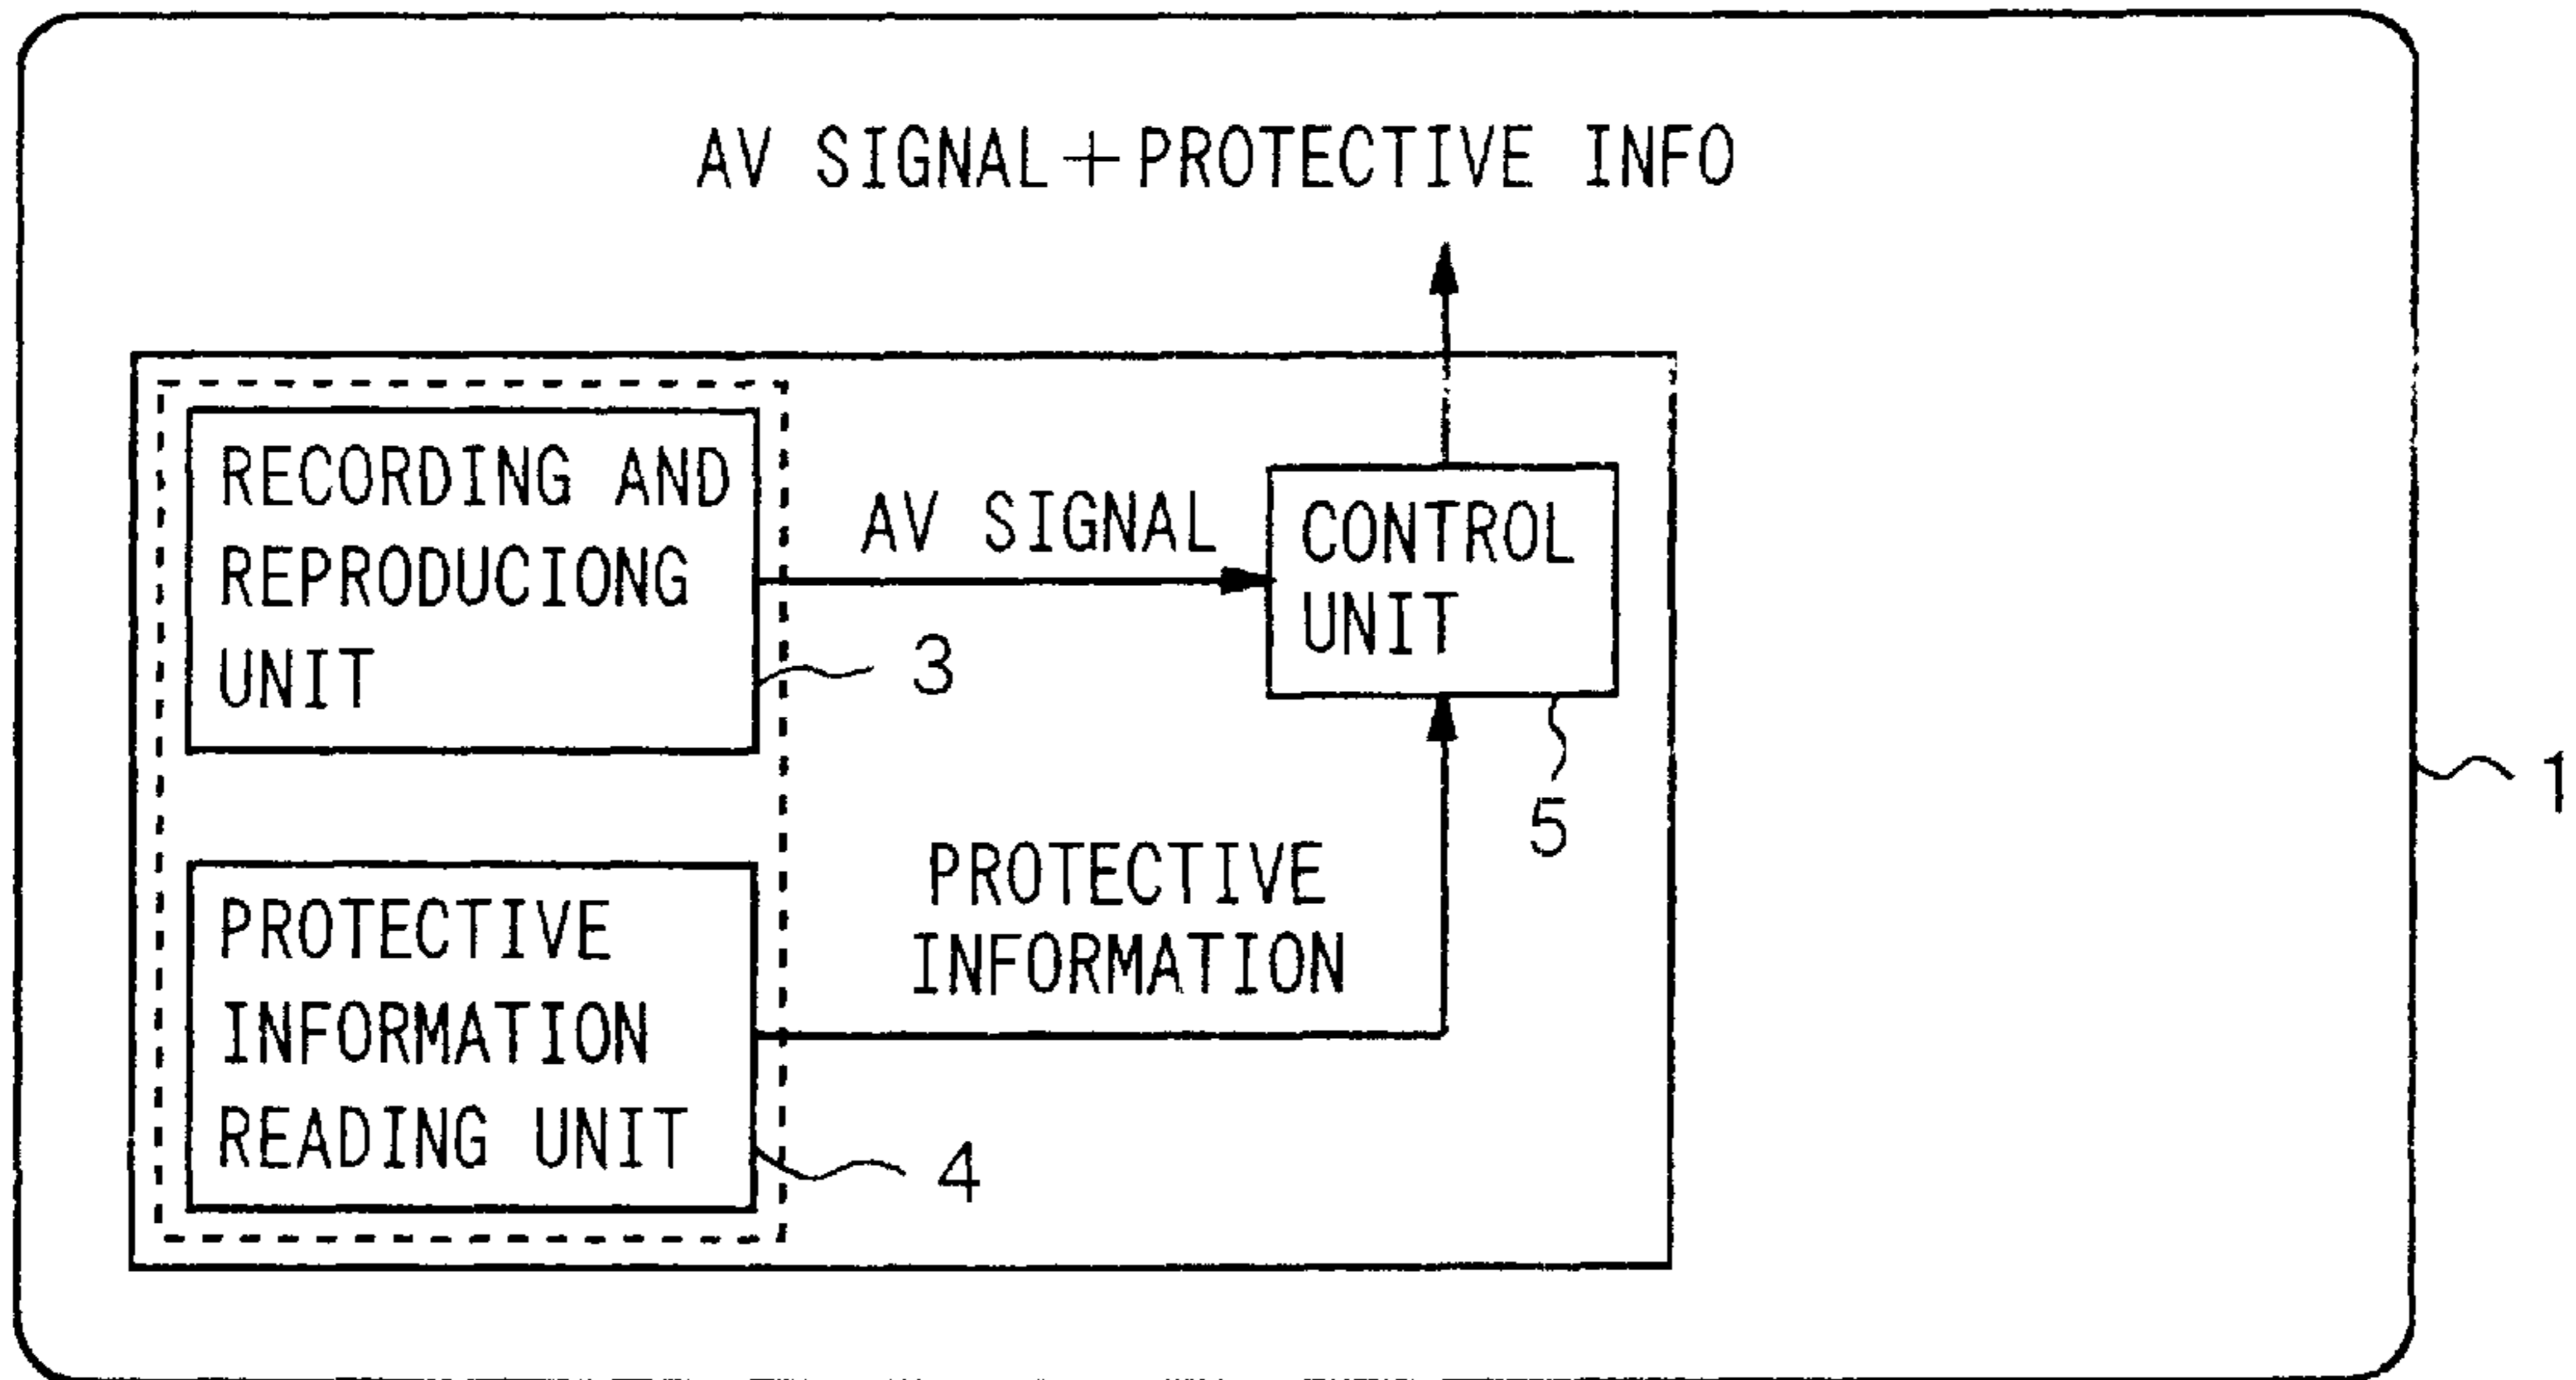 AV SIGNAL+PROTECTIVE INFO
RECORDING AND
REPRODUCIONG
UNIT
AV SIGNAL
CONTROL
UNIT
3
1
5
PROTECTIVE
INFORMATION
PROTECTIVE
INFORMATION
READING UNIT
4